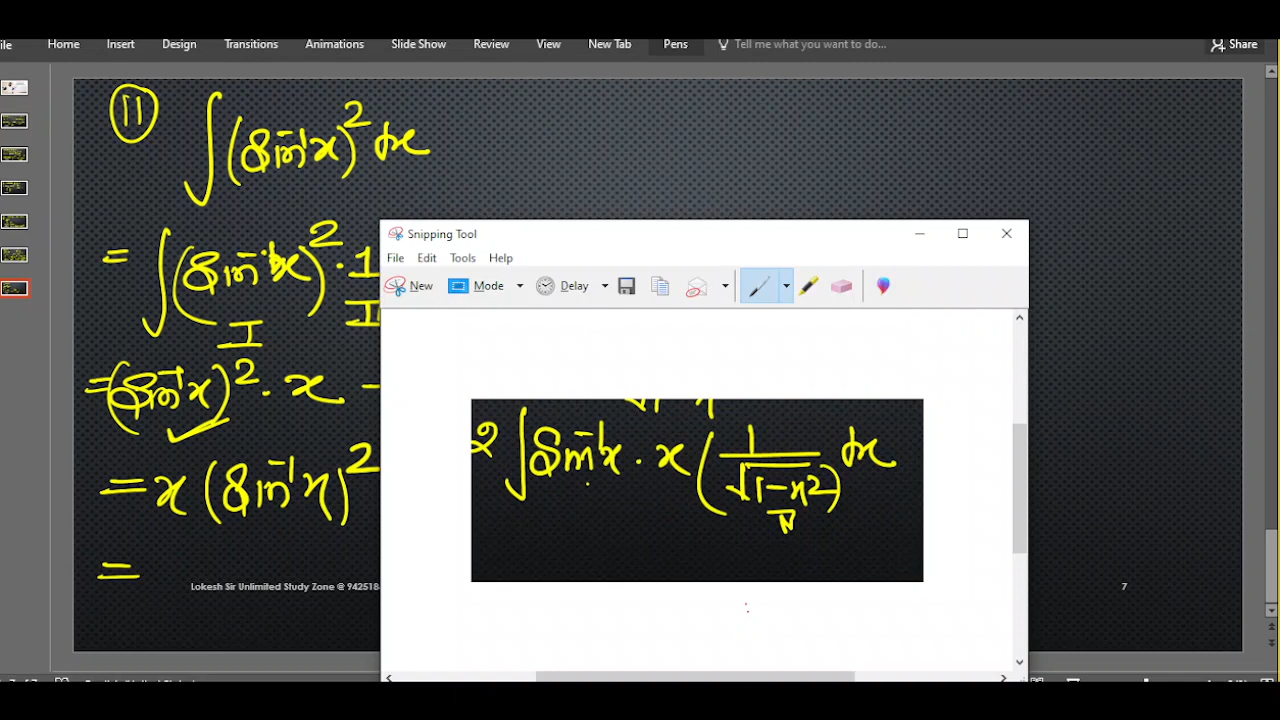 File Home Insert Design Transitions Animations Slide Show Review View New Tab Pens Tell me what you want to do... Share
11 ∫(Sin⁻¹x)² dx
= ∫(Sin⁻¹x)² · 1
I II
= (Sin⁻¹x)² · x −
= x (Sin⁻¹x)²
=
Lokesh Sir Unlimited Study Zone @ 942518
7
Snipping Tool
File Edit Tools Help
New Mode Delay
2 ∫Sin⁻¹x · x (1/√1-x2) dx